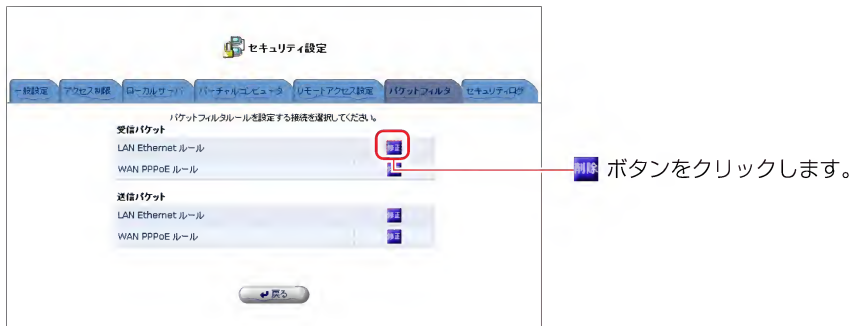 セキュリティ設定
一般設定 アクセス制限 ローカルサーバ バーチャルコンピュータ リモートアクセス設定 パケットフィルタ セキュリティログ
パケットフィルタルールを設定する接続を選択してください。
受信パケット
LAN Ethernet ルール 修正
WAN PPPoE ルール
削除 ボタンをクリックします。
送信パケット
LAN Ethernet ルール 修正
WAN PPPoE ルール 修正
戻る